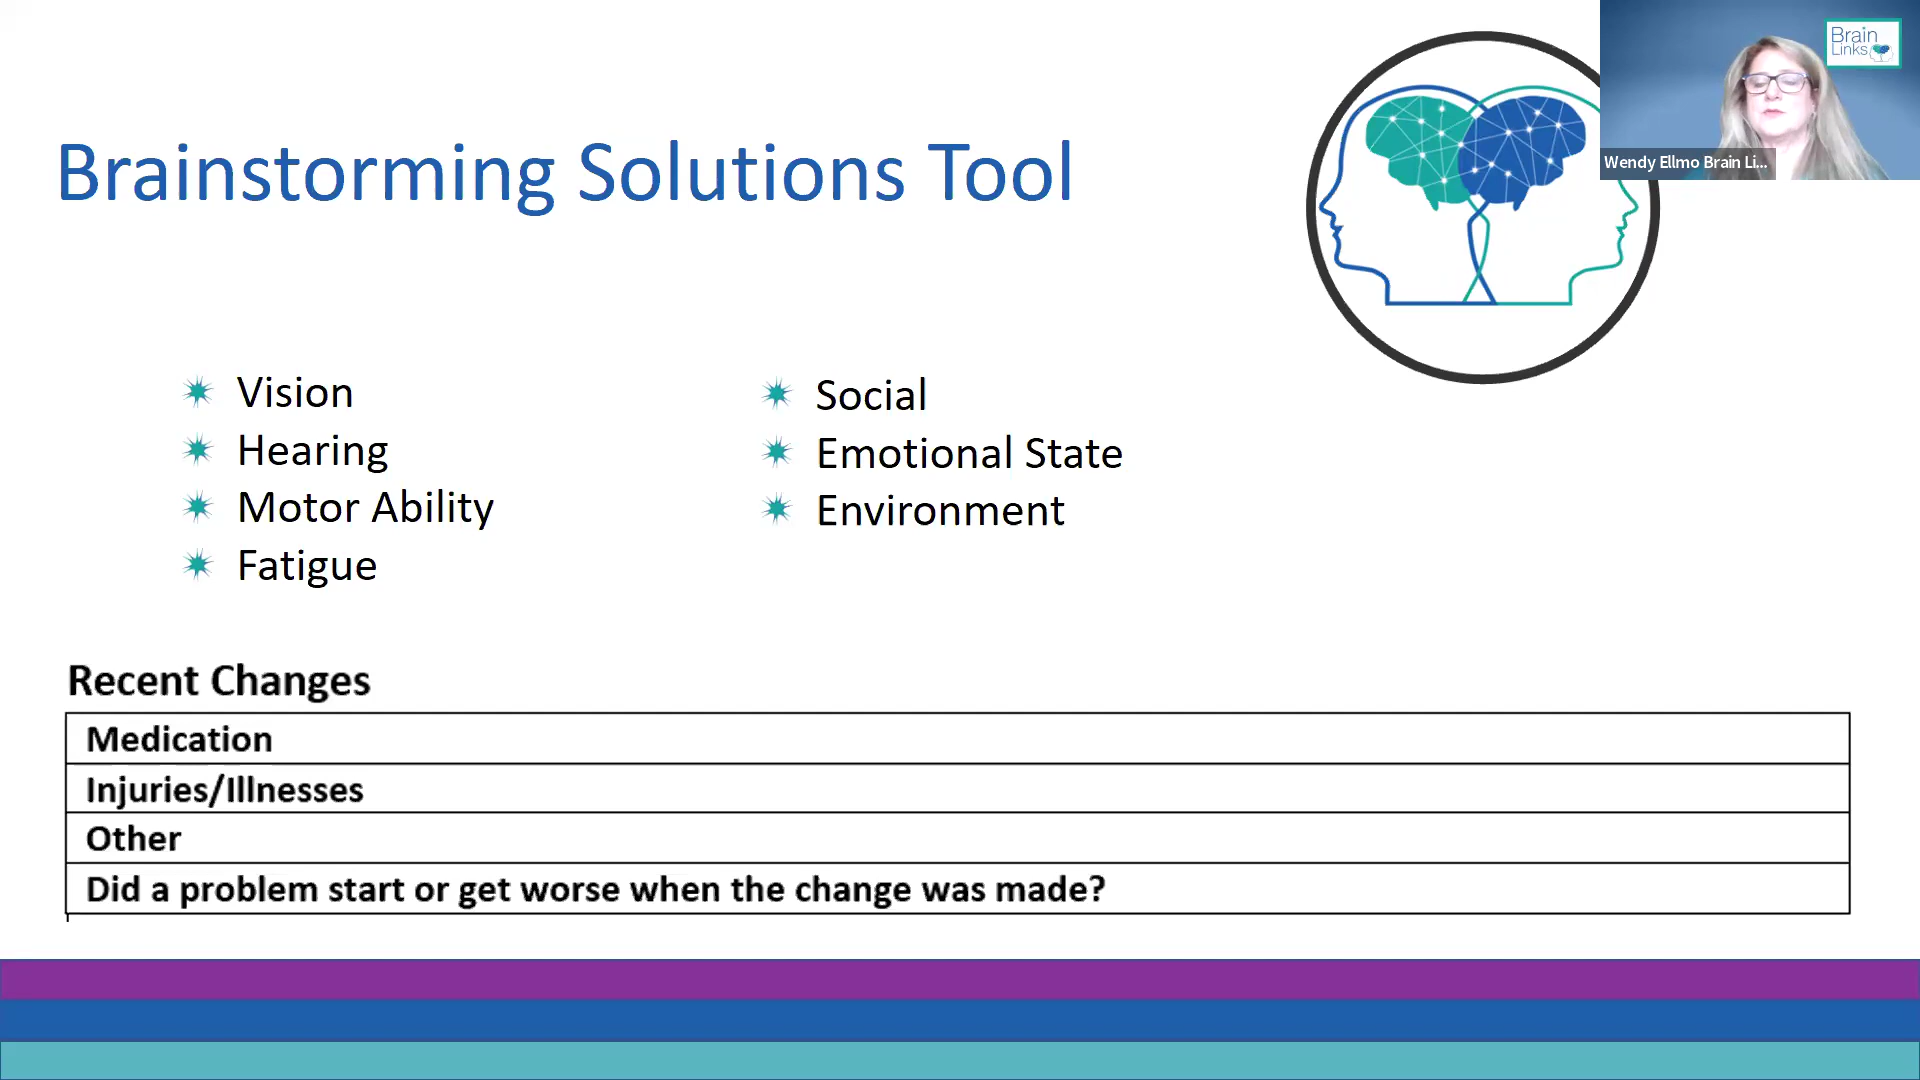 Brainstorming Solutions Tool
Brain
Links
Wendy Ellmo Brain Li...
Vision
Hearing
Motor Ability
Fatigue
Social
Emotional State
Environment
Recent Changes
Medication
Injuries/Illnesses
Other
Did a problem start or get worse when the change was made?